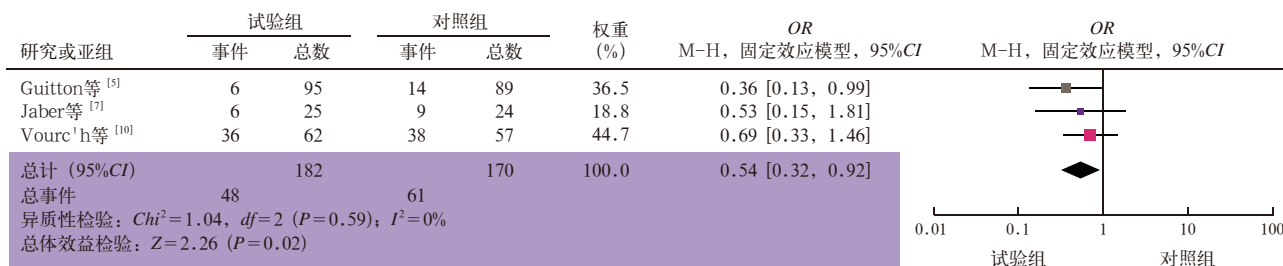 试验组 对照组 权重 OR OR
研究或亚组 事件 总数 事件 总数 (%) M-H，固定效应模型，95%CI M-H，固定效应模型，95%CI
Guitton等 [5] 6 95 14 89 36.5 0.36 [0.13, 0.99]
Jaber等 [7] 6 25 9 24 18.8 0.53 [0.15, 1.81]
Vourc'h等 [10] 36 62 38 57 44.7 0.69 [0.33, 1.46]
总计 (95%CI) 182 170 100.0 0.54 [0.32, 0.92]
总事件 48 61
异质性检验：Chi²=1.04, df=2 (P=0.59); I²=0%
总体效益检验：Z=2.26 (P=0.02)
0.01 0.1 1 10 100
试验组 对照组